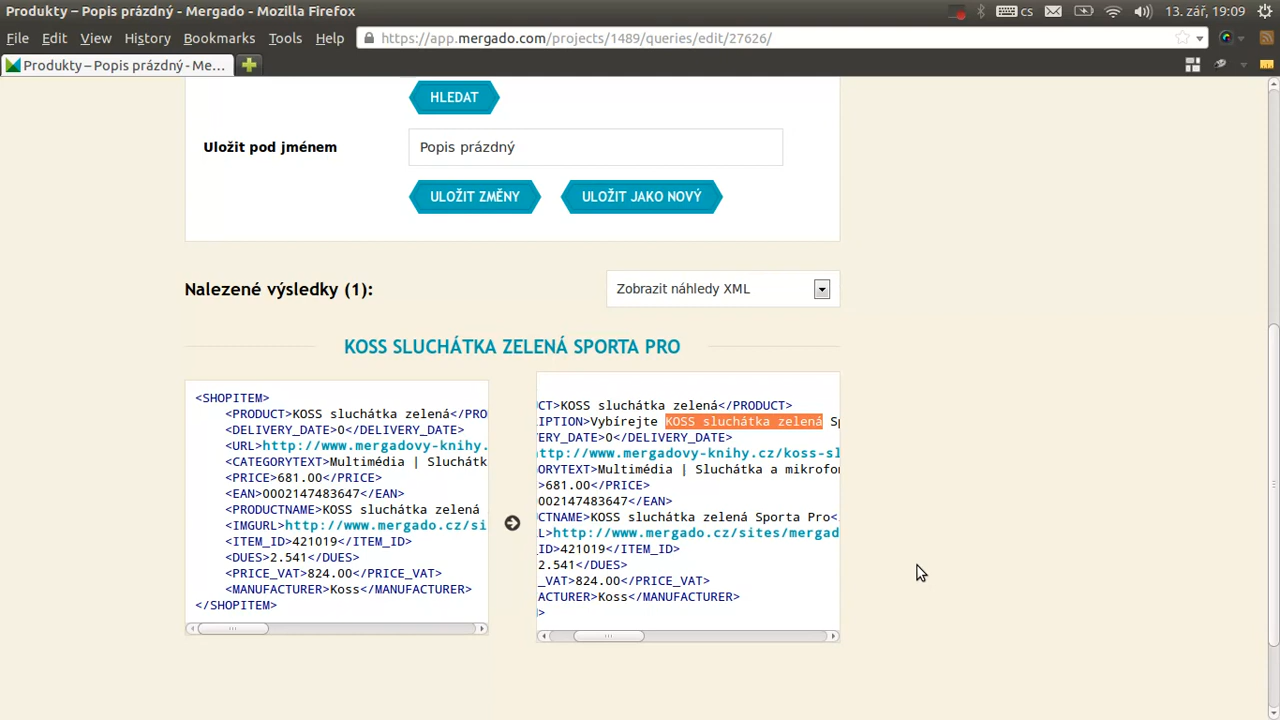 Produkty – Popis prázdný - Mergado - Mozilla Firefox
cs
13. zář, 19:09
File Edit View History Bookmarks Tools Help
https://app.mergado.com/projects/1489/queries/edit/27626/
Produkty – Popis prázdný - Me...
HLEDAT
Uložit pod jménem
Popis prázdný
ULOŽIT ZMĚNY
ULOŽIT JAKO NOVÝ
Nalezené výsledky (1):
Zobrazit náhledy XML
KOSS SLUCHÁTKA ZELENÁ SPORTA PRO
<SHOPITEM>
<PRODUCT>KOSS sluchátka zelená</PRO
<DELIVERY_DATE>0</DELIVERY_DATE>
<URL>http://www.mergadovy-knihy.
<CATEGORYTEXT>Multimédia | Sluchátk
<PRICE>681.00</PRICE>
<EAN>0002147483647</EAN>
<PRODUCTNAME>KOSS sluchátka zelená
<IMGURL>http://www.mergado.cz/si
<ITEM_ID>421019</ITEM_ID>
<DUES>2.541</DUES>
<PRICE_VAT>824.00</PRICE_VAT>
<MANUFACTURER>Koss</MANUFACTURER>
</SHOPITEM>
CT>KOSS sluchátka zelená</PRODUCT>
IPTION>Vybírejte KOSS sluchátka zelená Sp
ERY_DATE>0</DELIVERY_DATE>
http://www.mergadovy-knihy.cz/koss-sl
GORYTEXT>Multimédia | Sluchátka a mikrofon
>681.00</PRICE>
0002147483647</EAN>
CTNAME>KOSS sluchátka zelená Sporta Pro<
L>http://www.mergado.cz/sites/mergad
_ID>421019</ITEM_ID>
2.541</DUES>
_VAT>824.00</PRICE_VAT>
ACTURER>Koss</MANUFACTURER>
>